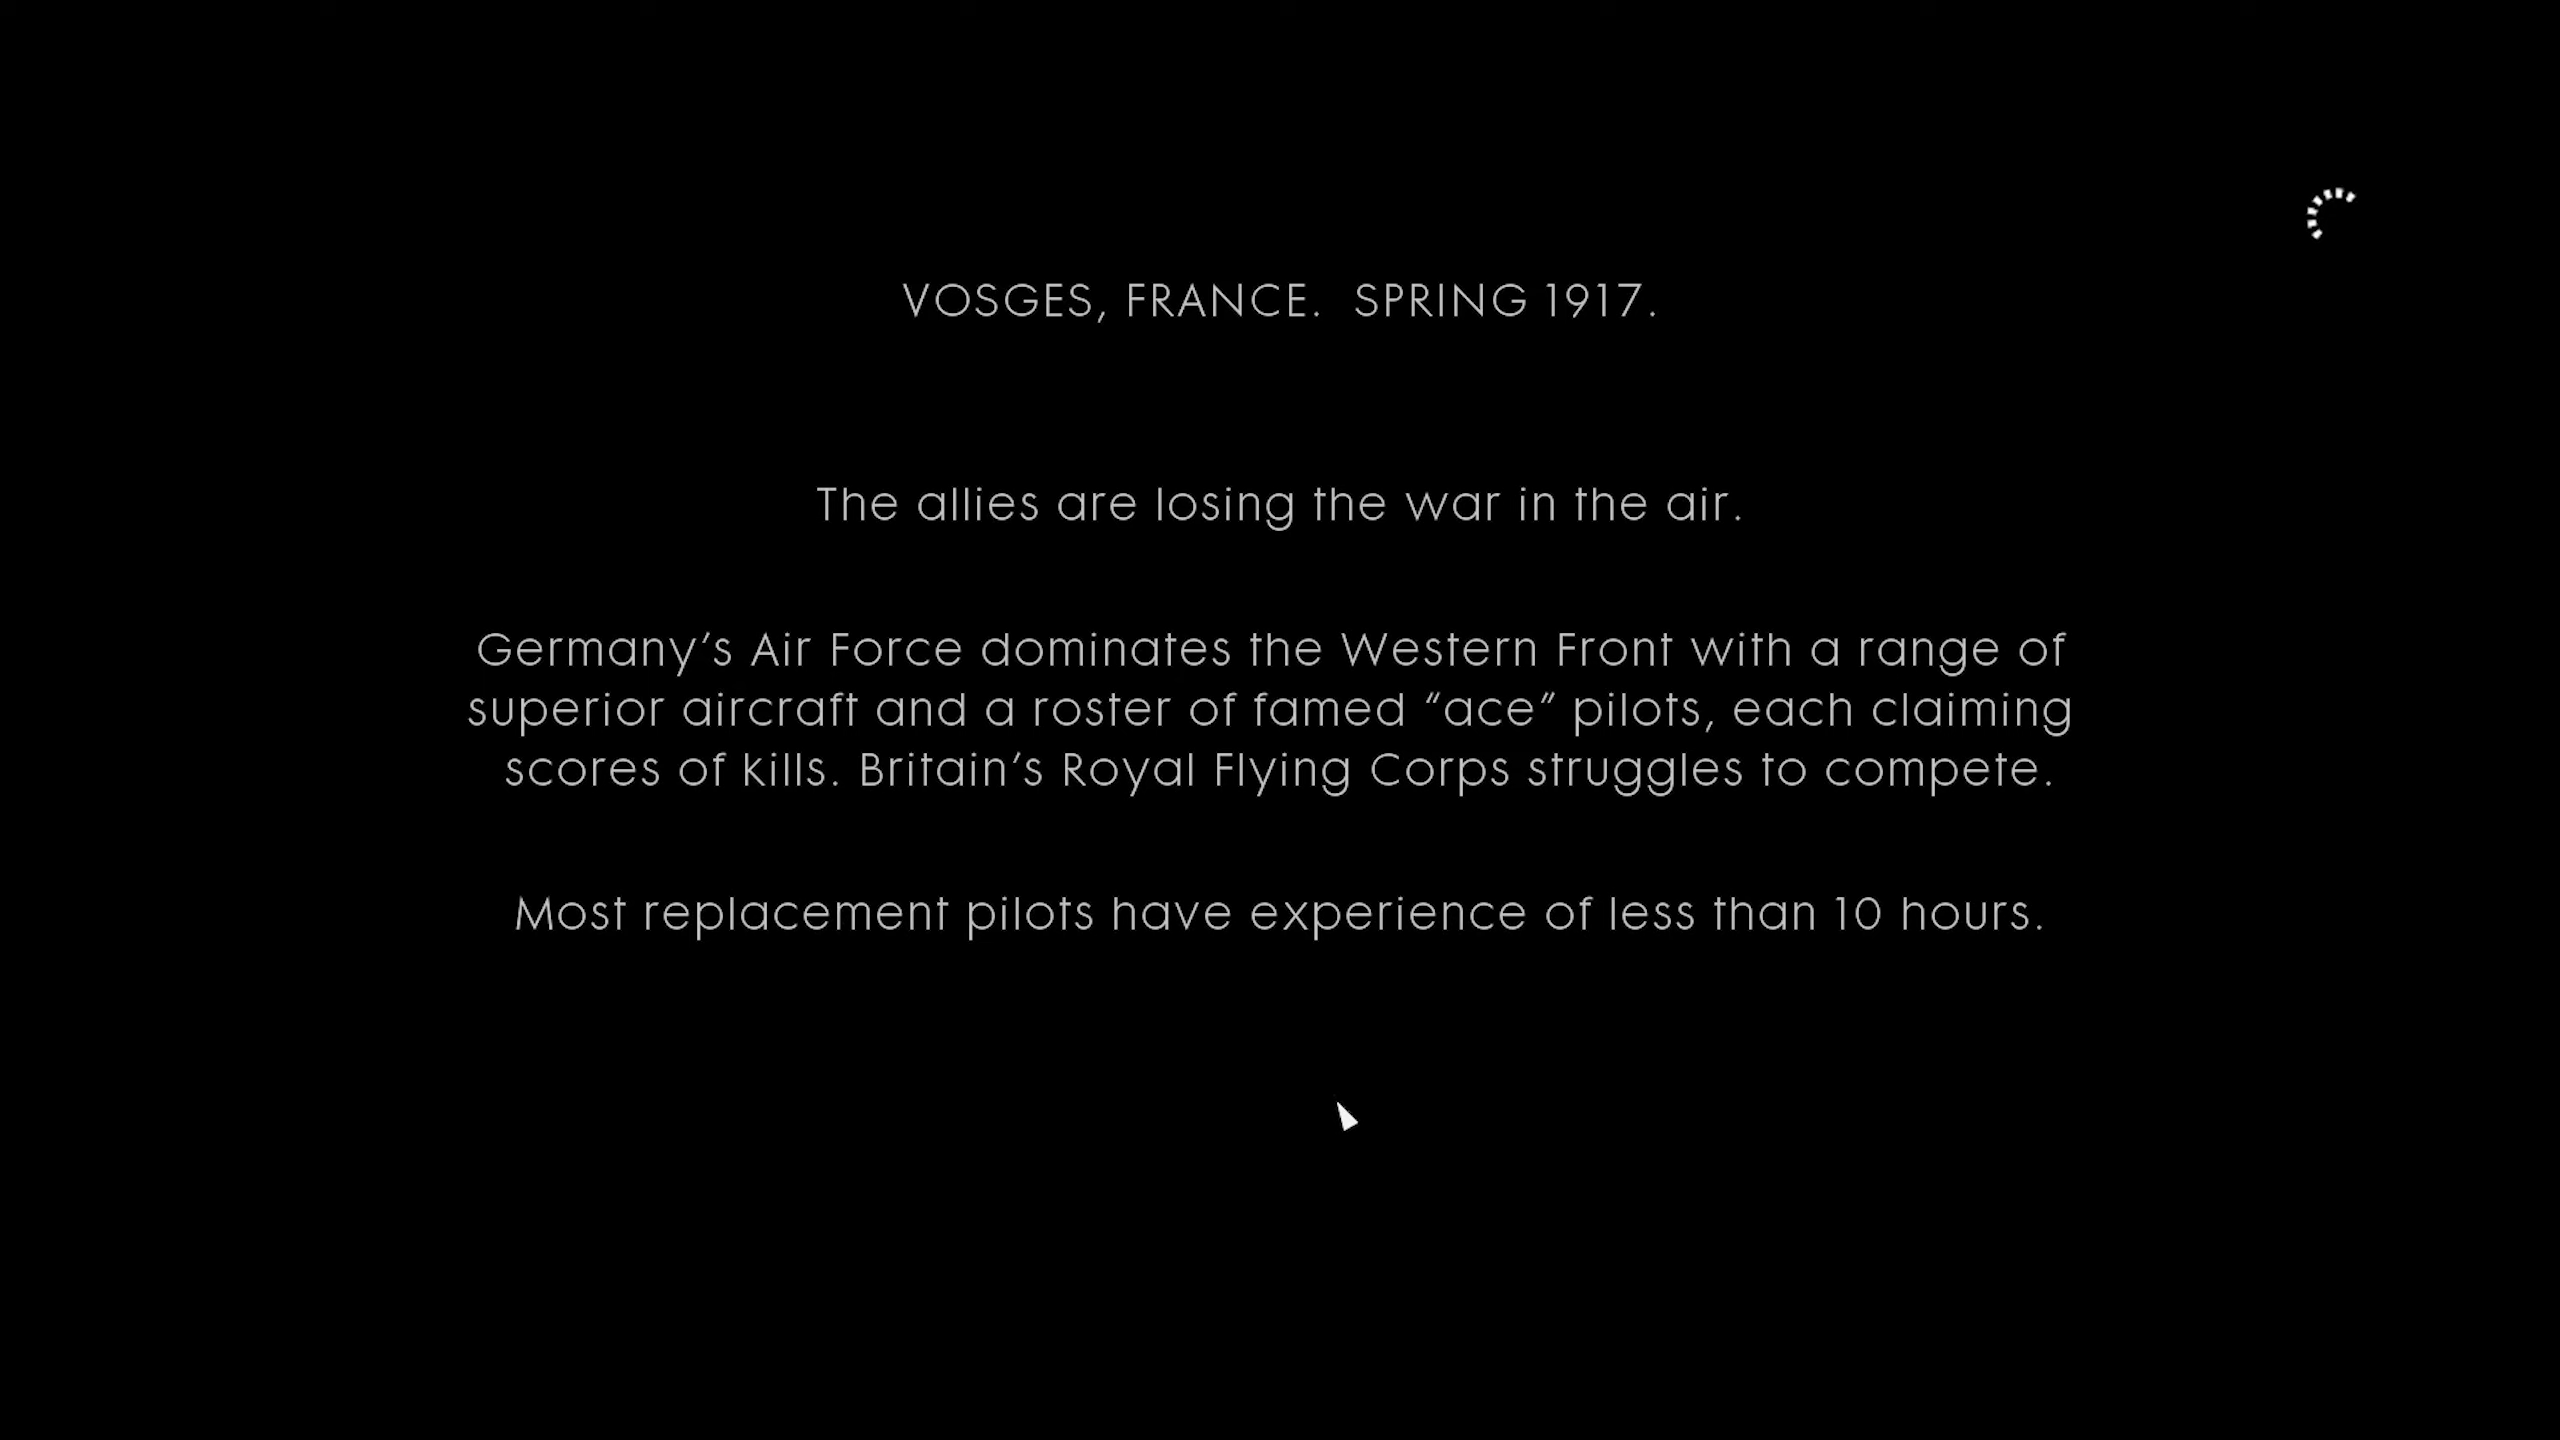 VOSGES, FRANCE.  SPRING 1917.
The allies are losing the war in the air.
Germany’s Air Force dominates the Western Front with a range of
superior aircraft and a roster of famed “ace” pilots, each claiming
scores of kills. Britain’s Royal Flying Corps struggles to compete.
Most replacement pilots have experience of less than 10 hours.